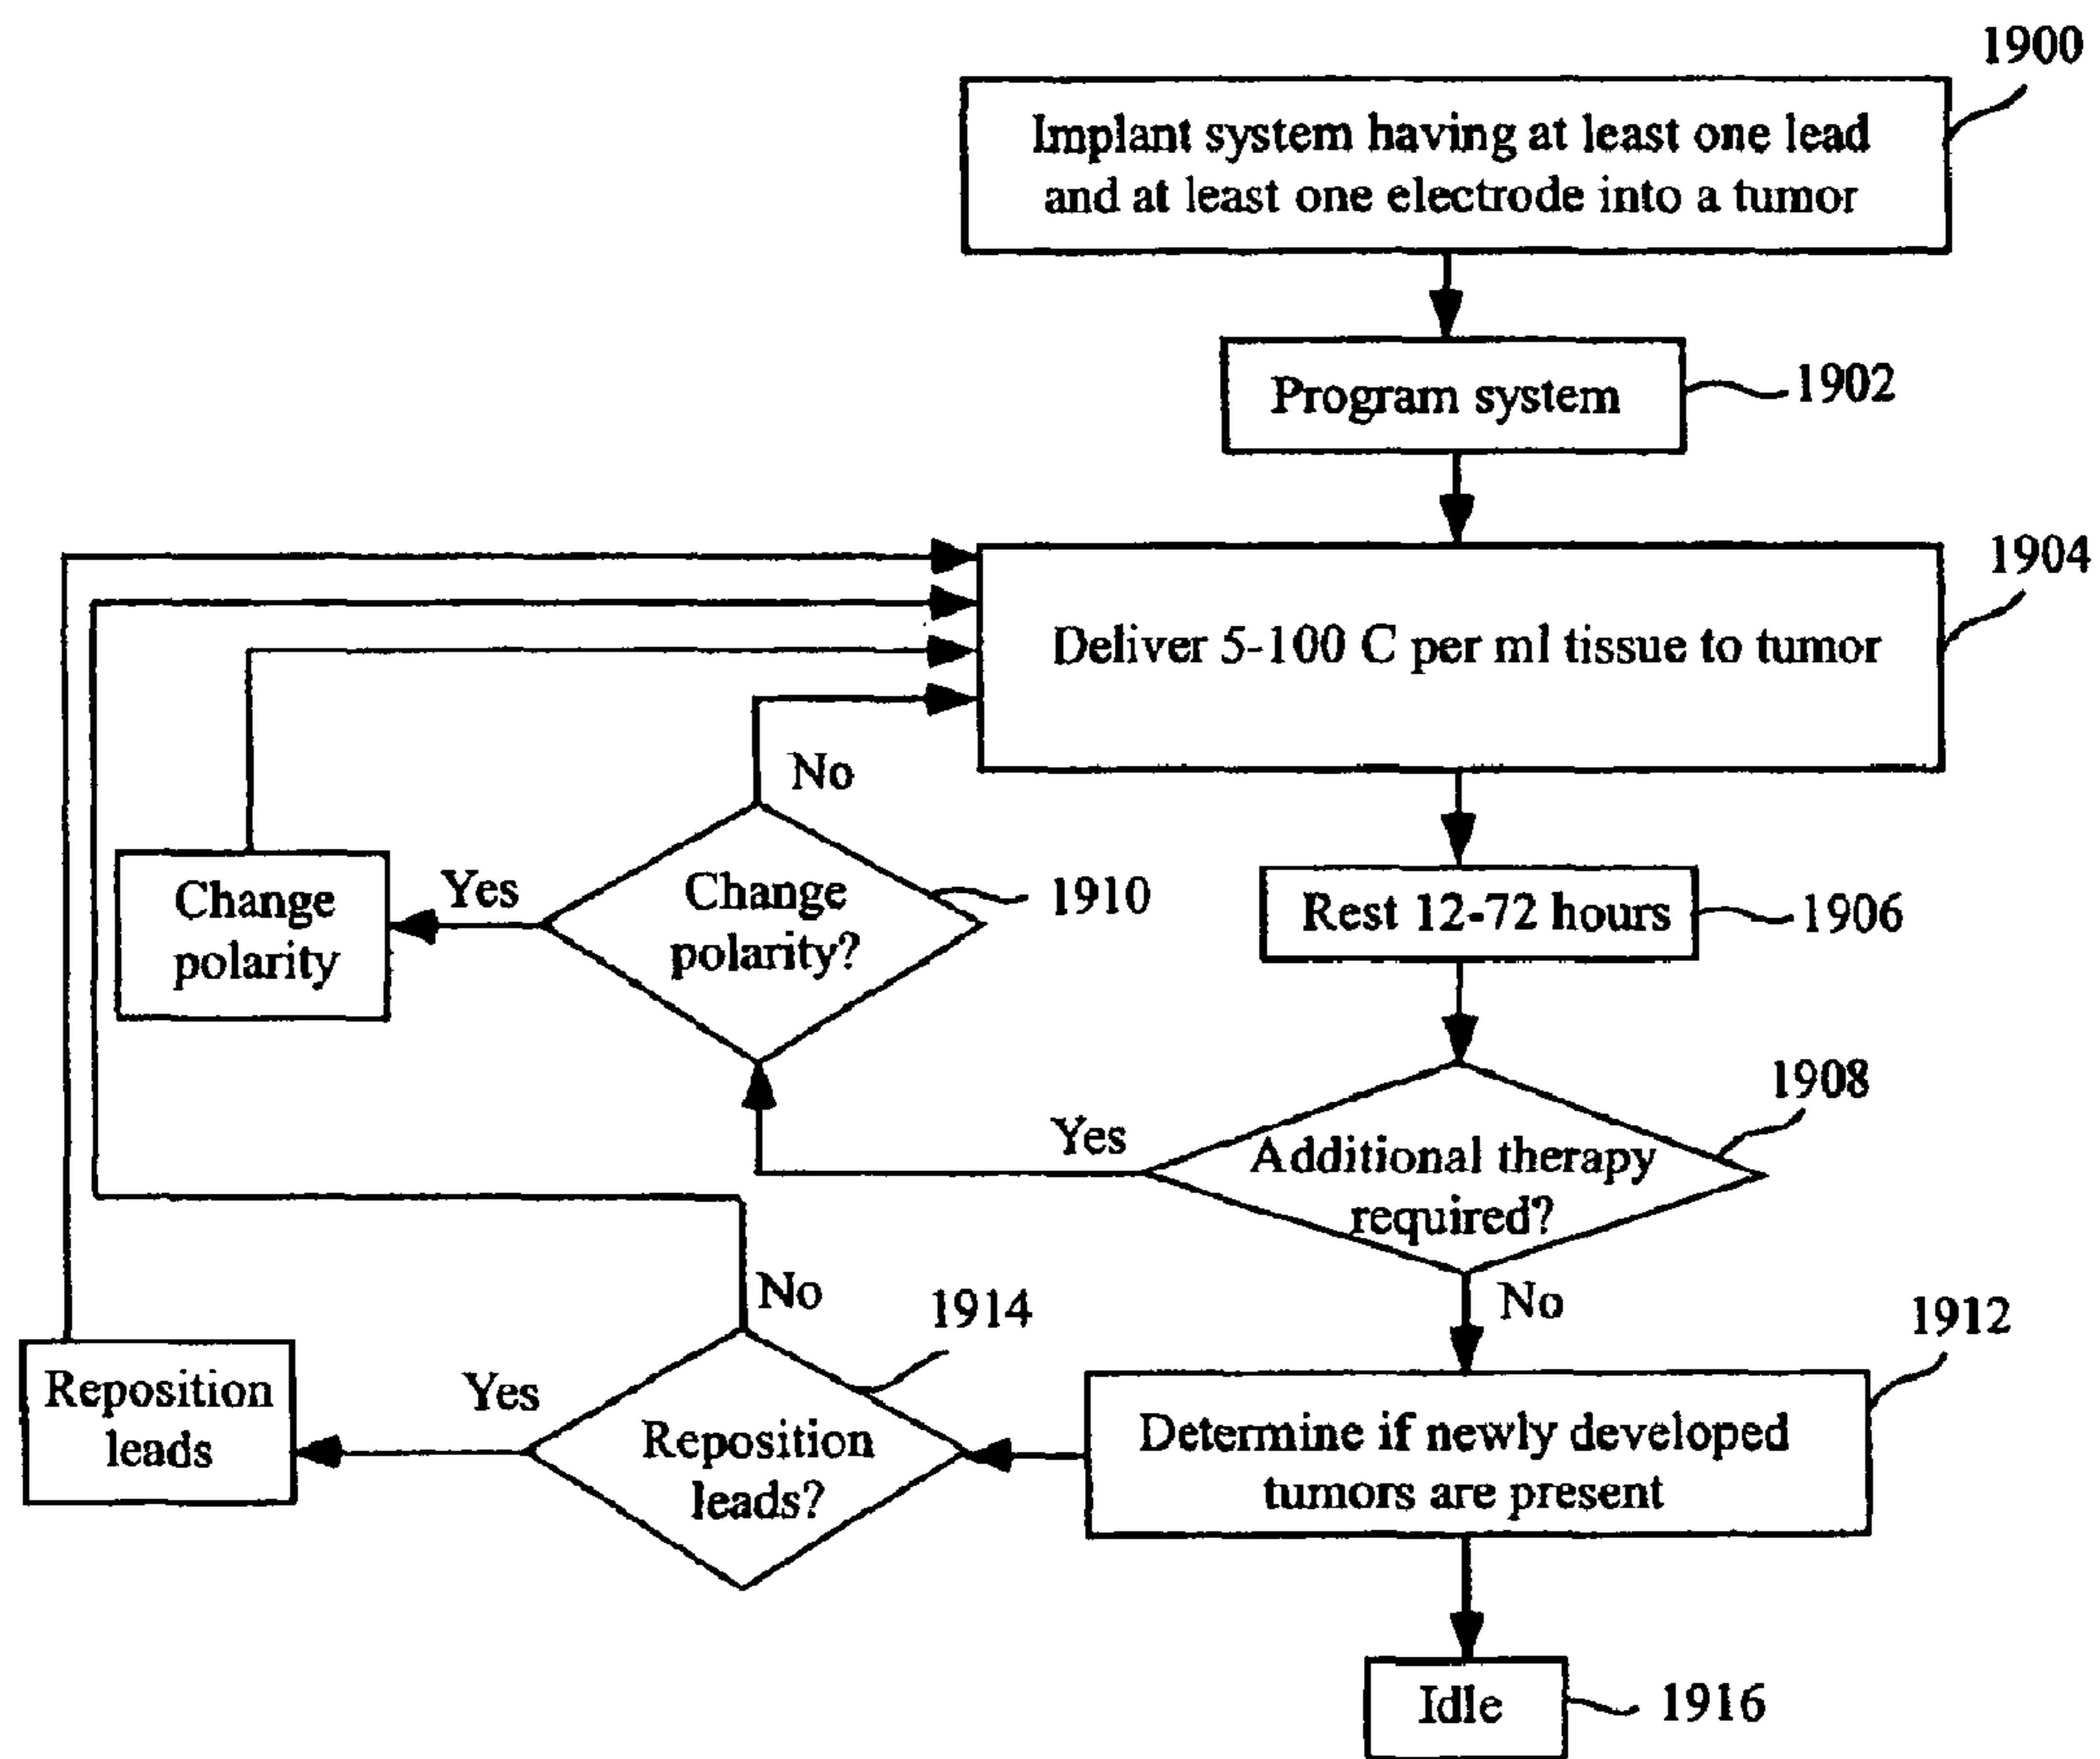 1900
Implant system having at least one lead
and at least one electrode into a tumor
Program system
1902
1904
Deliver 5-100 C per ml tissue to tumor
No
Change
polarity
Yes
Change
polarity?
1910
Rest 12-72 hours
1906
1908
Yes
Additional therapy
required?
No
No
1914
1912
Reposition
leads
Yes
Reposition
leads?
Determine if newly developed
tumors are present
Idle
1916